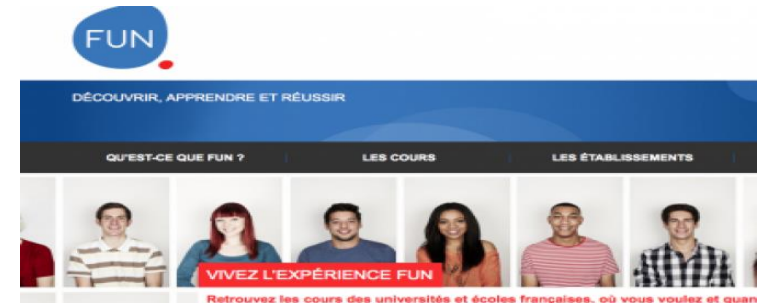 FUN
DÉCOUVRIR, APPRENDRE ET RÉUSSIR
QU'EST-CE QUE FUN ? LES COURS LES ÉTABLISSEMENTS
VIVEZ L'EXPÉRIENCE FUN
Retrouvez les cours des universités et écoles françaises, où vous voulez et quan